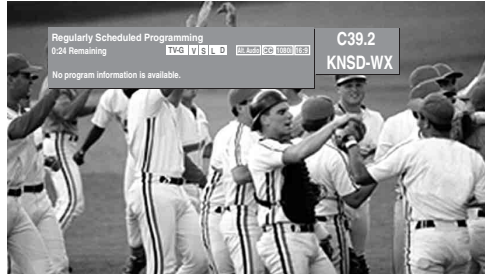 Regularly Scheduled Programming
0:24 Remaining TV-G V S L D Alt. Audio CC 1080i 16:9
No program information is available.
C39.2
KNSD-WX